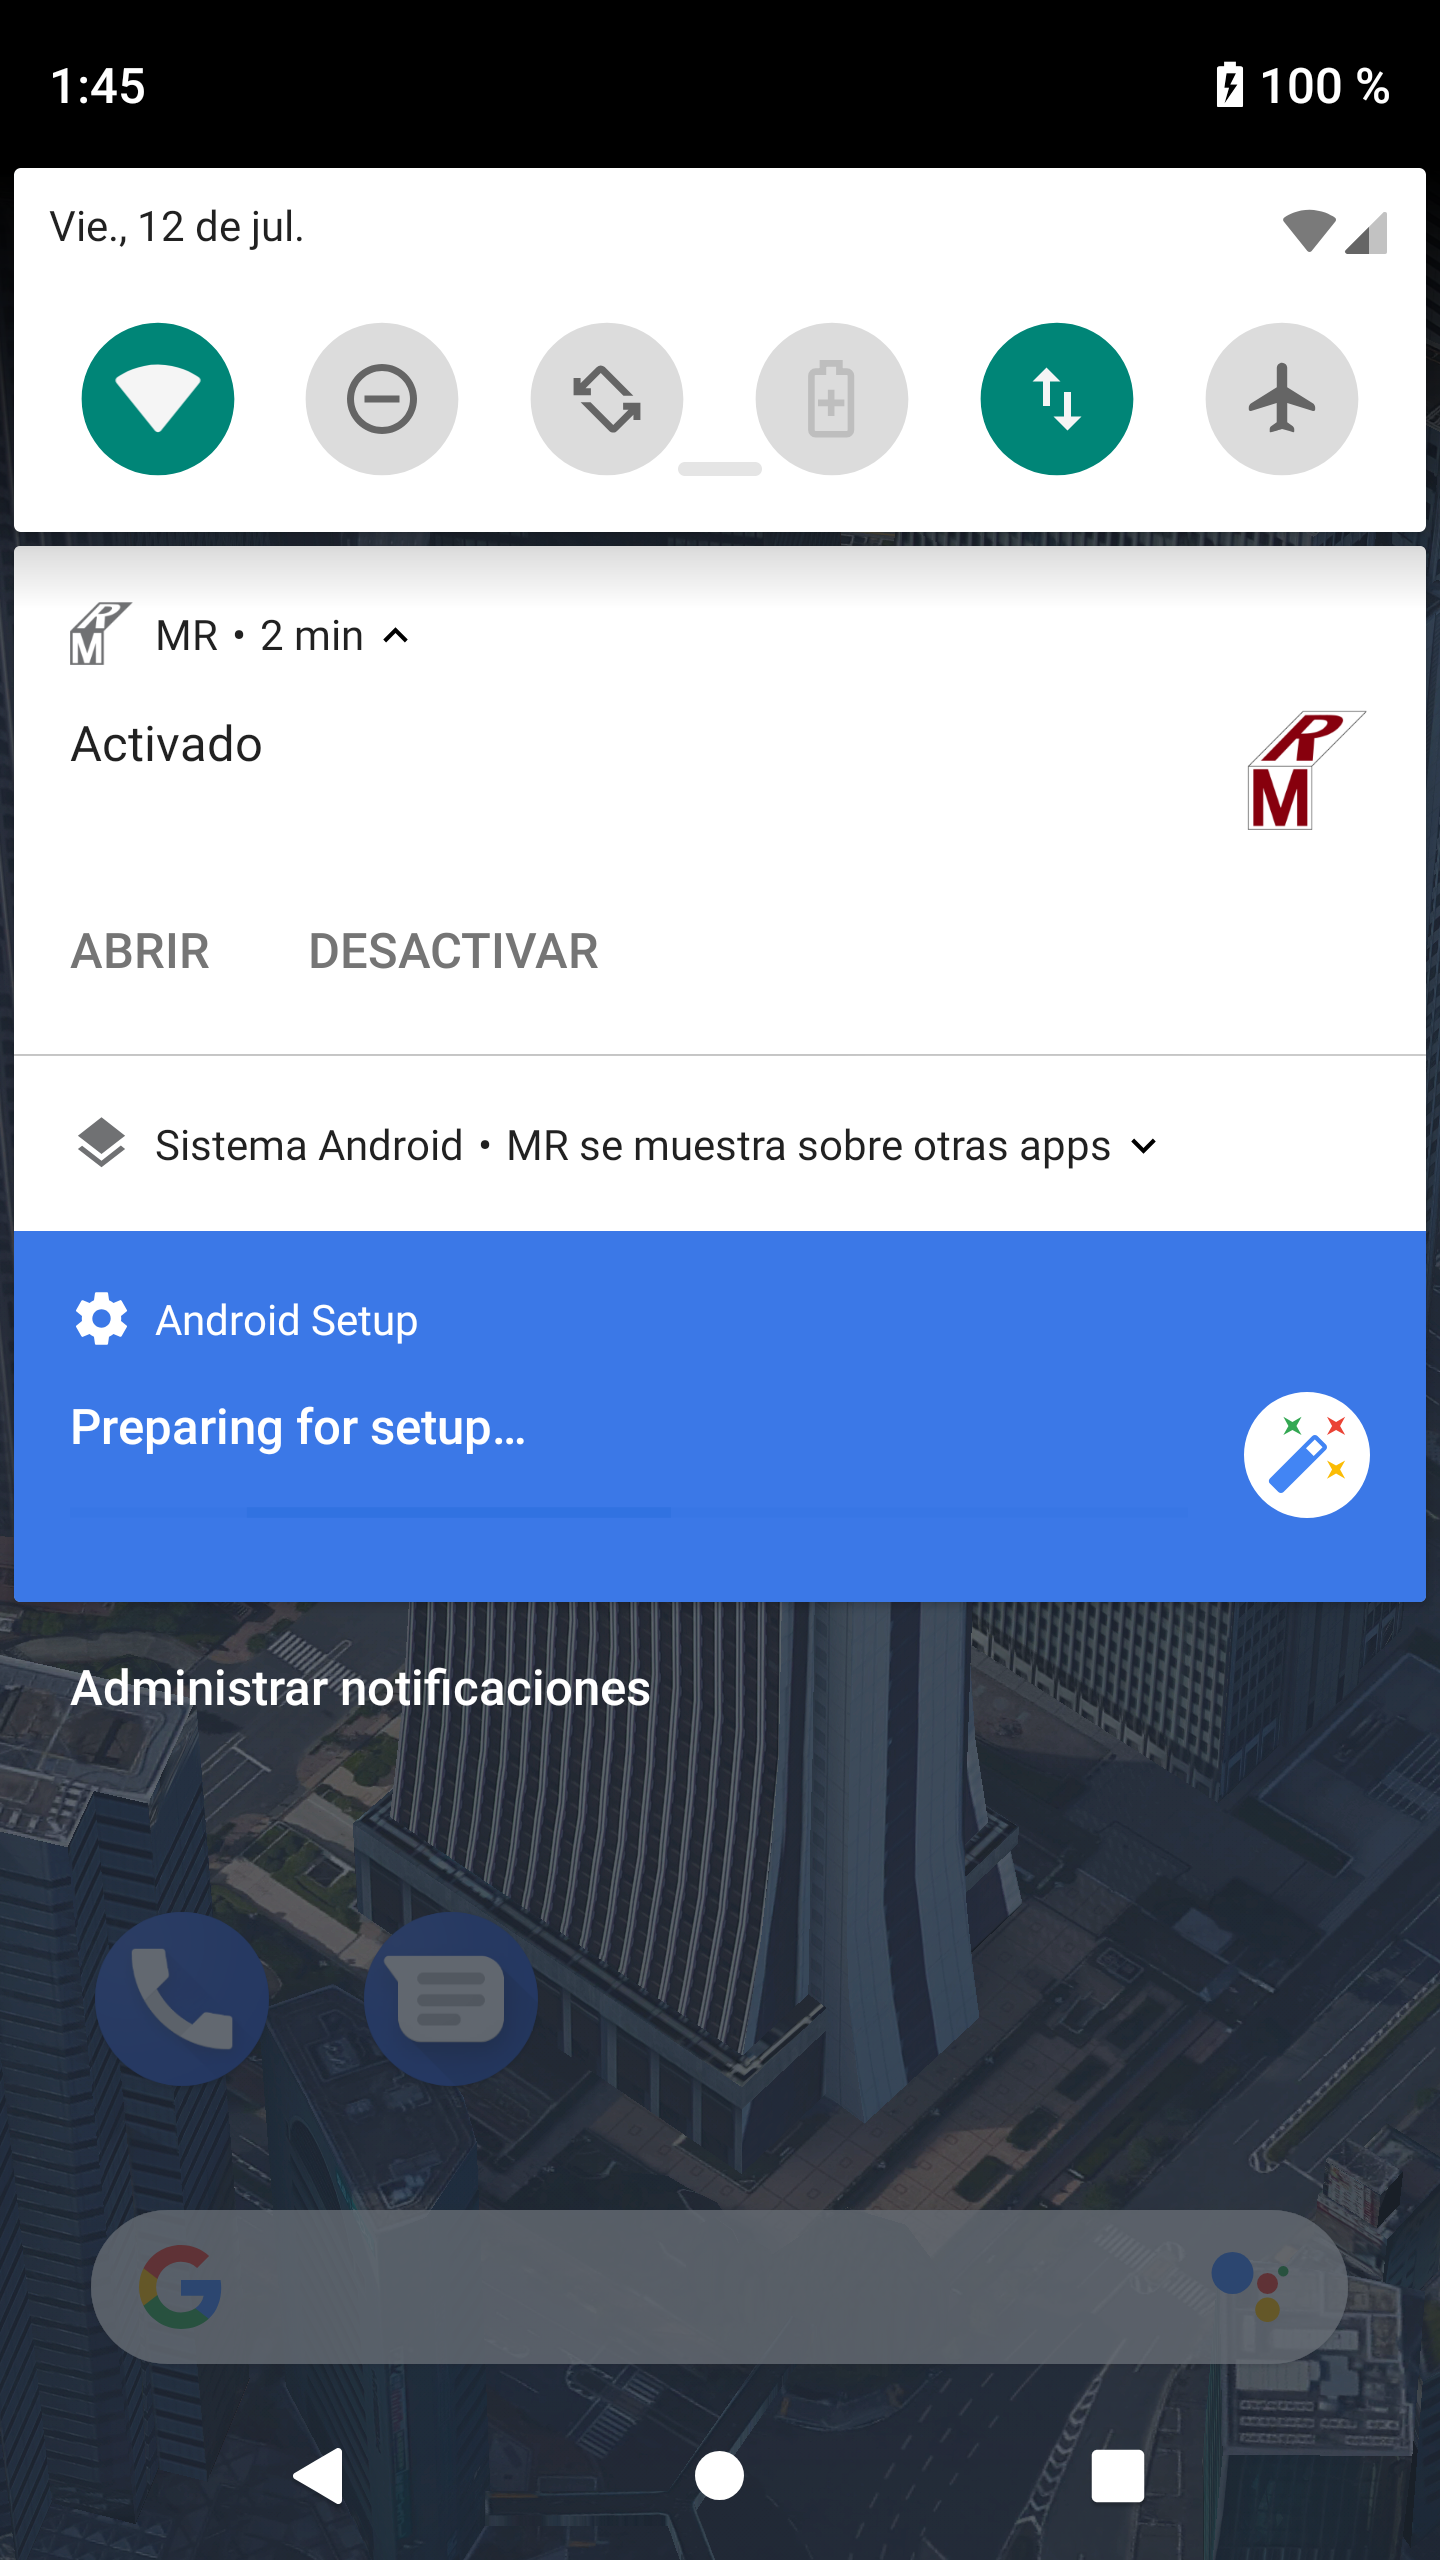 1:45
100 %
Vie., 12 de jul.
MR • 2 min
Activado
R
M
ABRIR
DESACTIVAR
Sistema Android • MR se muestra sobre otras apps
Android Setup
Preparing for setup…
Administrar notificaciones